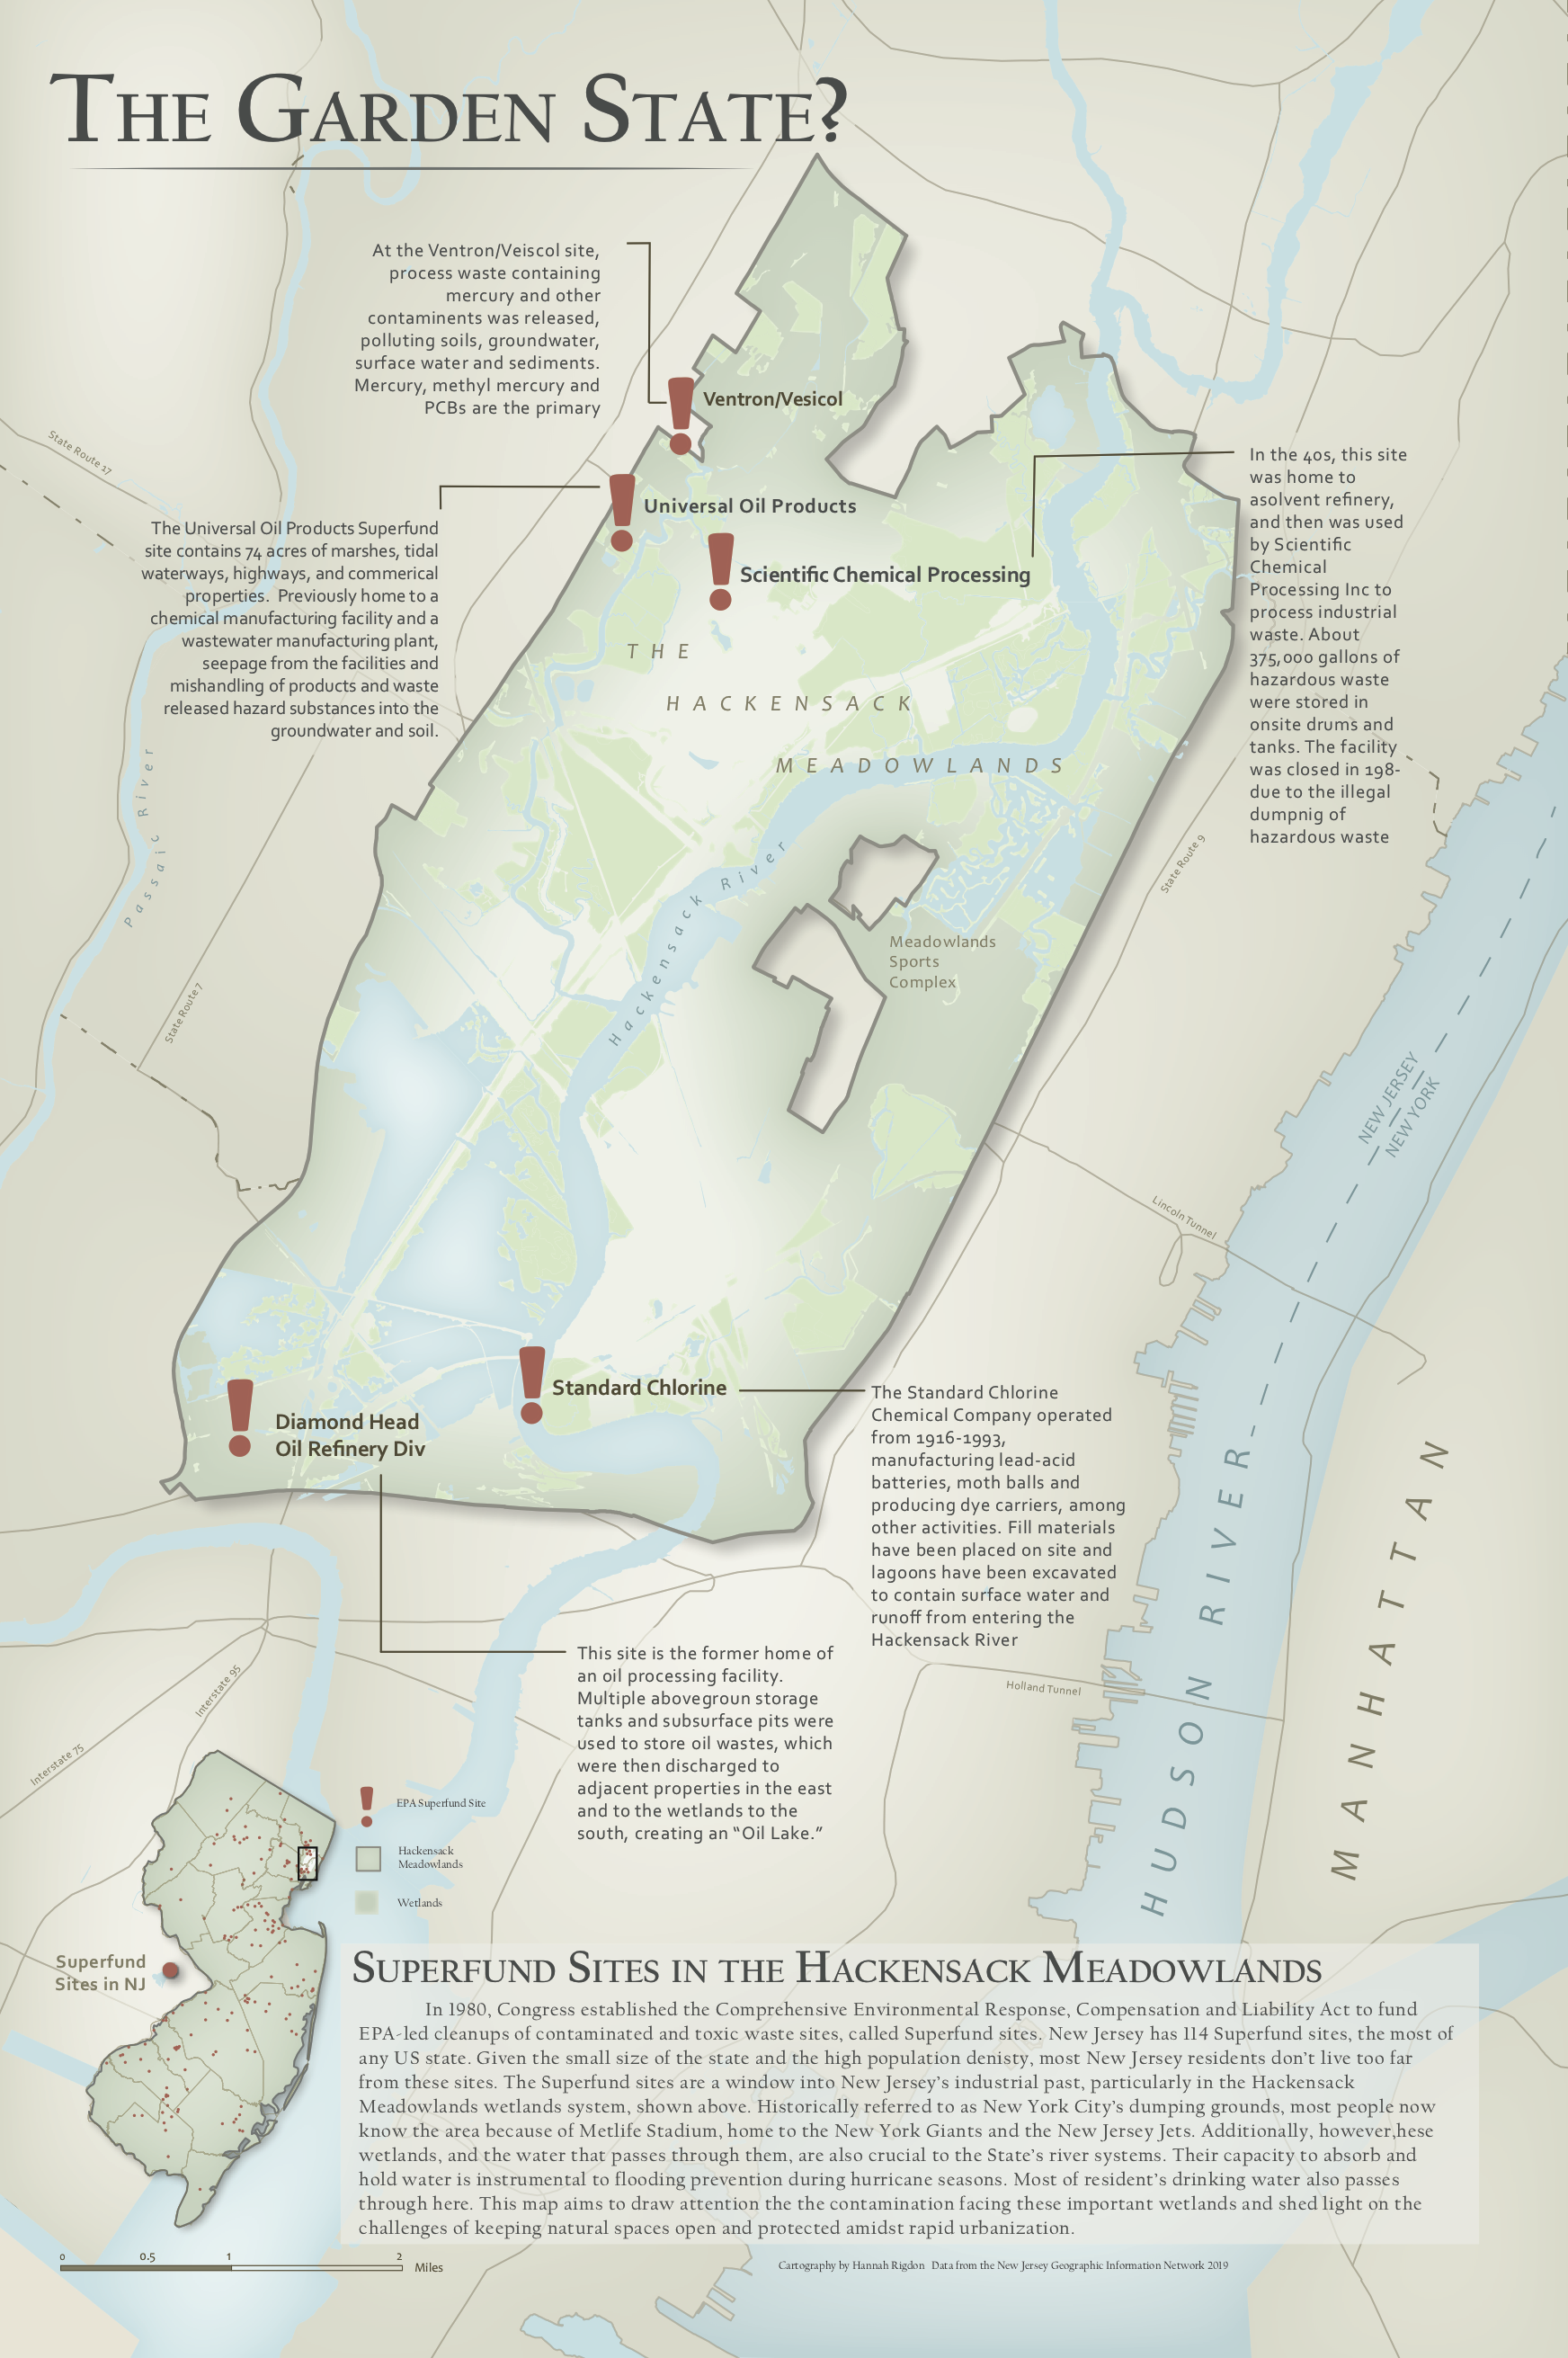 The Garden State?
At the Ventron/Veiscol site,
process waste containing
mercury and other
contaminents was released,
polluting soils, groundwater,
surface water and sediments.
Mercury, methyl mercury and
PCBs are the primary
Ventron/Vesicol
State Route 17
In the 40s, this site
was home to
asolvent refinery,
and then was used
by Scientific
Chemical
Processing Inc to
process industrial
waste. About
375,000 gallons of
hazardous waste
were stored in
onsite drums and
tanks. The facility
was closed in 198-
due to the illegal
dumpnig of
hazardous waste
Universal Oil Products
The Universal Oil Products Superfund
site contains 74 acres of marshes, tidal
waterways, highways, and commerical
properties. Previously home to a
chemical manufacturing facility and a
wastewater manufacturing plant,
seepage from the facilities and
mishandling of products and waste
released hazard substances into the
groundwater and soil.
Scientific Chemical Processing
THE
HACKENSACK
MEADOWLANDS
Passaic River
Hackensack River
State Route 9
Meadowlands
Sports
Complex
State Route 7
NEW JERSEY
NEW YORK
Lincoln Tunnel
Standard Chlorine
Diamond Head
Oil Refinery Div
The Standard Chlorine
Chemical Company operated
from 1916-1993,
manufacturing lead-acid
batteries, moth balls and
producing dye carriers, among
other activities. Fill materials
have been placed on site and
lagoons have been excavated
to contain surface water and
runoff from entering the
Hackensack River
HUDSON RIVER
MANHATTAN
This site is the former home of
an oil processing facility.
Multiple abovegroun storage
tanks and subsurface pits were
used to store oil wastes, which
were then discharged to
adjacent properties in the east
and to the wetlands to the
south, creating an “Oil Lake.”
Holland Tunnel
Interstate 95
Interstate 75
EPA Superfund Site
Hackensack
Meadowlands
Wetlands
Superfund
Sites in NJ
Superfund Sites in the Hackensack Meadowlands
In 1980, Congress established the Comprehensive Environmental Response, Compensation and Liability Act to fund
EPA-led cleanups of contaminated and toxic waste sites, called Superfund sites. New Jersey has 114 Superfund sites, the most of
any US state. Given the small size of the state and the high population denisty, most New Jersey residents don’t live too far
from these sites. The Superfund sites are a window into New Jersey’s industrial past, particularly in the Hackensack
Meadowlands wetlands system, shown above. Historically referred to as New York City’s dumping grounds, most people now
know the area because of Metlife Stadium, home to the New York Giants and the New Jersey Jets. Additionally, however,hese
wetlands, and the water that passes through them, are also crucial to the State’s river systems. Their capacity to absorb and
hold water is instrumental to flooding prevention during hurricane seasons. Most of resident’s drinking water also passes
through here. This map aims to draw attention the the contamination facing these important wetlands and shed light on the
challenges of keeping natural spaces open and protected amidst rapid urbanization.
0 0.5 1 2 Miles
Cartography by Hannah Rigdon Data from the New Jersey Geographic Information Network 2019